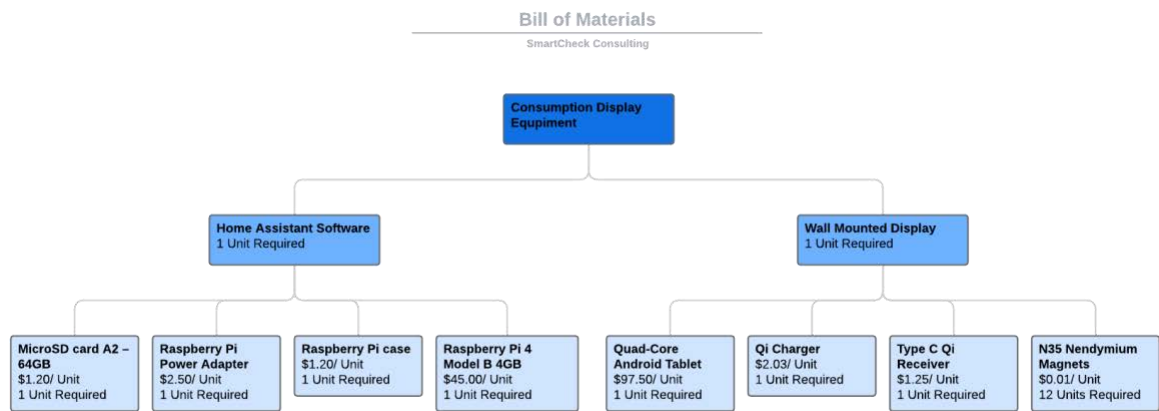 Bill of Materials
SmartCheck Consulting
Consumption Display
Equpiment
Home Assistant Software
1 Unit Required
Wall Mounted Display
1 Unit Required
MicroSD card A2 –
64GB
$1.20/ Unit
1 Unit Required
Raspberry Pi
Power Adapter
$2.50/ Unit
1 Unit Required
Raspberry Pi case
$1.20/ Unit
1 Unit Required
Raspberry Pi 4
Model B 4GB
$45.00/ Unit
1 Unit Required
Quad-Core
Android Tablet
$97.50/ Unit
1 Unit Required
Qi Charger
$2.03/ Unit
1 Unit Required
Type C Qi
Receiver
$1.25/ Unit
1 Unit Required
N35 Nendymium
Magnets
$0.01/ Unit
12 Units Required